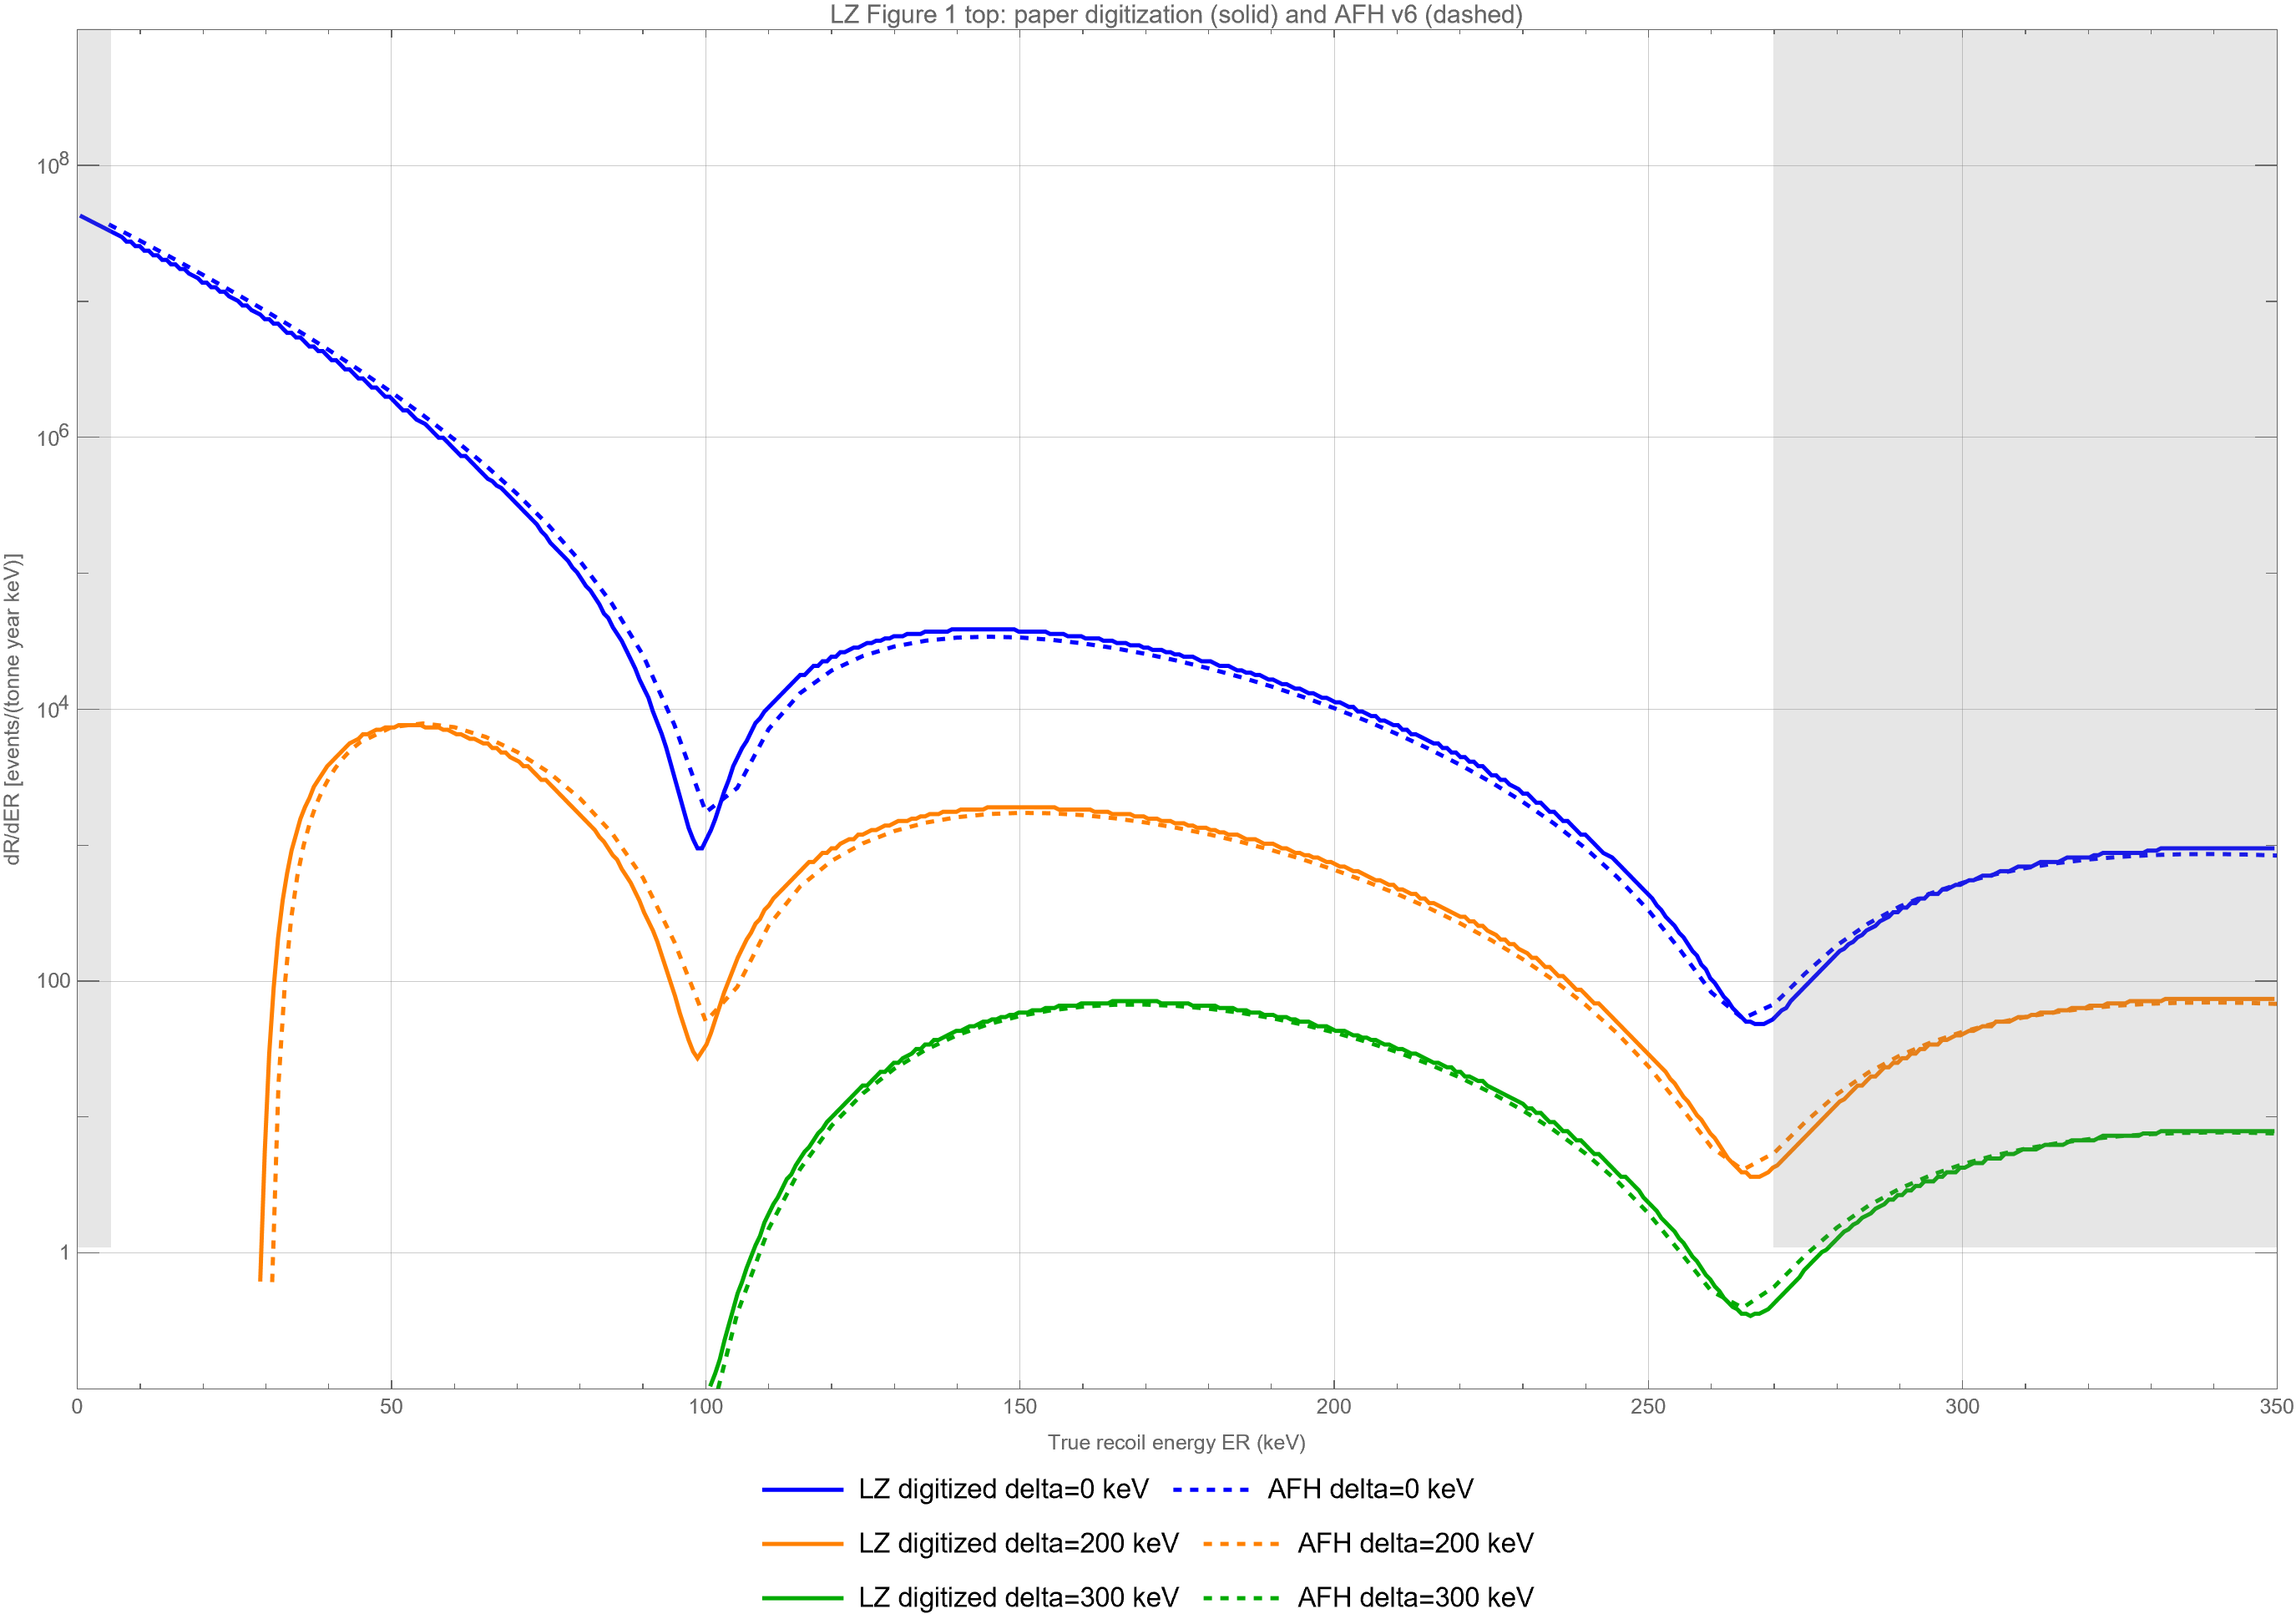 LZ Figure 1 top: paper digitization (solid) and AFH v6 (dashed)
dR/dER [events/(tonne year keV)]
10^8
10^6
10^4
100
1
0 50 100 150 200 250 300 350
True recoil energy ER (keV)
LZ digitized delta=0 keV AFH delta=0 keV
LZ digitized delta=200 keV AFH delta=200 keV
LZ digitized delta=300 keV AFH delta=300 keV